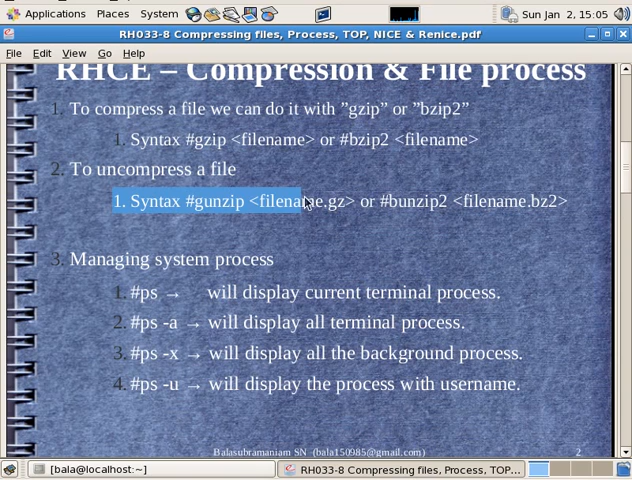 Applications Places System Sun Jan 2, 15:05
RH033-8 Compressing files, Process, TOP, NICE & Renice.pdf
File Edit View Go Help
RHCE – Compression & File process
1. To compress a file we can do it with ”gzip” or ”bzip2”
1. Syntax #gzip <filename> or #bzip2 <filename>
2. To uncompress a file
1. Syntax #gunzip <filename.gz> or #bunzip2 <filename.bz2>
3. Managing system process
1. #ps → will display current terminal process.
2. #ps -a → will display all terminal process.
3. #ps -x → will display all the background process.
4. #ps -u → will display the process with username.
Balasubramaniam SN (bala150985@gmail.com) 2
[bala@localhost:~] RH033-8 Compressing files, Process, TOP...